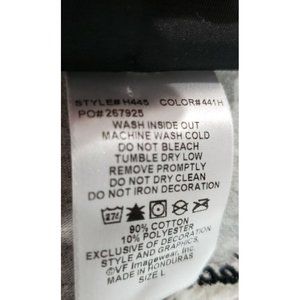 STYLE# H445 COLOR# 441H
PO# 267925
WASH INSIDE OUT
MACHINE WASH COLD
DO NOT BLEACH
TUMBLE DRY LOW
REMOVE PROMPTLY
DO NOT DRY CLEAN
DO NOT IRON DECORATION
90% COTTON
10% POLYESTER
EXCLUSIVE OF DECORATION
STYLE AND GRAPHICS,
©VF Imagewear, Inc.
MADE IN HONDURAS
SIZE L